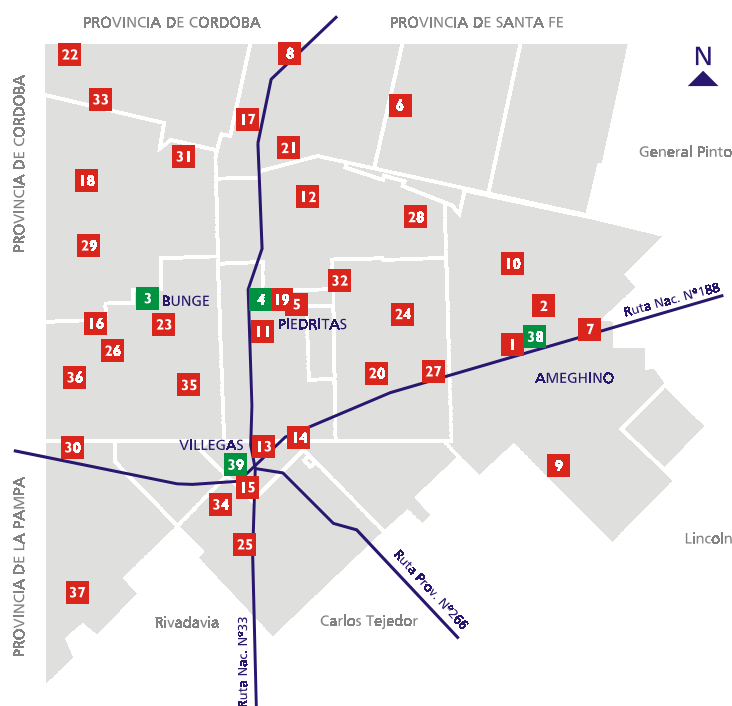 PROVINCIA DE CORDOBA
PROVINCIA DE SANTA FE
22
8
N
33
PROVINCIA DE CORDOBA
6
17
21
General Pinto
31
18
12
28
29
10
32
3
BUNGE
4
19
5
2
Ruta Nac. Nº188
24
16
23
PIEDRITAS
11
7
38
1
26
36
35
20
27
AMEGHINO
VILLEGAS
13
14
30
39
9
15
34
PROVINCIA DE LA PAMPA
25
Lincoln
37
Ruta Prov. Nº266
Rivadavia
Carlos Tejedor
Ruta Nac. Nº33